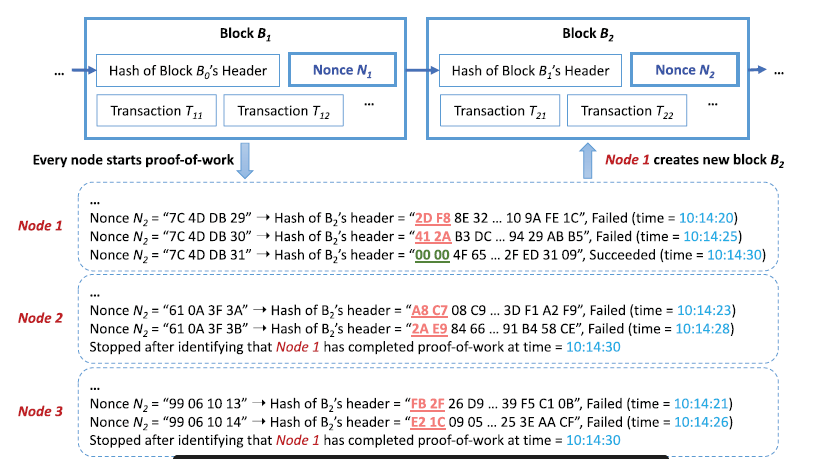 Block B1
Block B2
...
Hash of Block B0's Header
Nonce N1
Hash of Block B1's Header
Nonce N2
...
Transaction T11
Transaction T12
...
Transaction T21
Transaction T22
...
Every node starts proof-of-work
Node 1 creates new block B2
Node 1
...
Nonce N2 = “7C 4D DB 29” → Hash of B2's header = “2D F8 8E 32 ... 10 9A FE 1C”, Failed (time = 10:14:20)
Nonce N2 = “7C 4D DB 30” → Hash of B2's header = “41 2A B3 DC ... 94 29 AB B5”, Failed (time = 10:14:25)
Nonce N2 = “7C 4D DB 31” → Hash of B2's header = “00 00 4F 65 ... 2F ED 31 09”, Succeeded (time = 10:14:30)
Node 2
...
Nonce N2 = “61 0A 3F 3A” → Hash of B2's header = “A8 C7 08 C9 ... 3D F1 A2 F9”, Failed (time = 10:14:23)
Nonce N2 = “61 0A 3F 3B” → Hash of B2's header = “2A E9 84 66 ... 91 B4 58 CE”, Failed (time = 10:14:28)
Stopped after identifying that Node 1 has completed proof-of-work at time = 10:14:30
Node 3
...
Nonce N2 = “99 06 10 13” → Hash of B2's header = “FB 2F 26 D9 ... 39 F5 C1 0B”, Failed (time = 10:14:21)
Nonce N2 = “99 06 10 14” → Hash of B2's header = “E2 1C 09 05 ... 25 3E AA CF”, Failed (time = 10:14:26)
Stopped after identifying that Node 1 has completed proof-of-work at time = 10:14:30